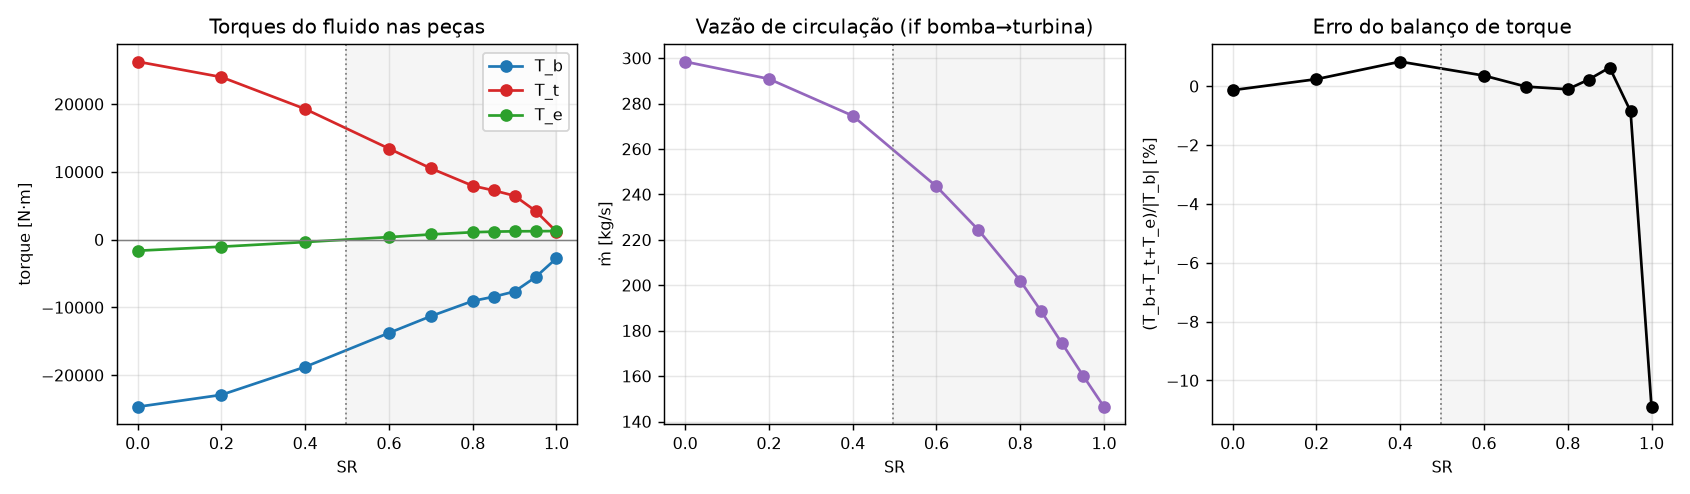 Torques do fluido nas peças
torque [N·m]
20000
10000
0
−10000
−20000
T_b
T_t
T_e
0.0 0.2 0.4 0.6 0.8 1.0
SR
Vazão de circulação (if bomba→turbina)
ṁ [kg/s]
300
280
260
240
220
200
180
160
140
0.0 0.2 0.4 0.6 0.8 1.0
SR
Erro do balanço de torque
(T_b+T_t+T_e)/|T_b| [%]
0
−2
−4
−6
−8
−10
0.0 0.2 0.4 0.6 0.8 1.0
SR